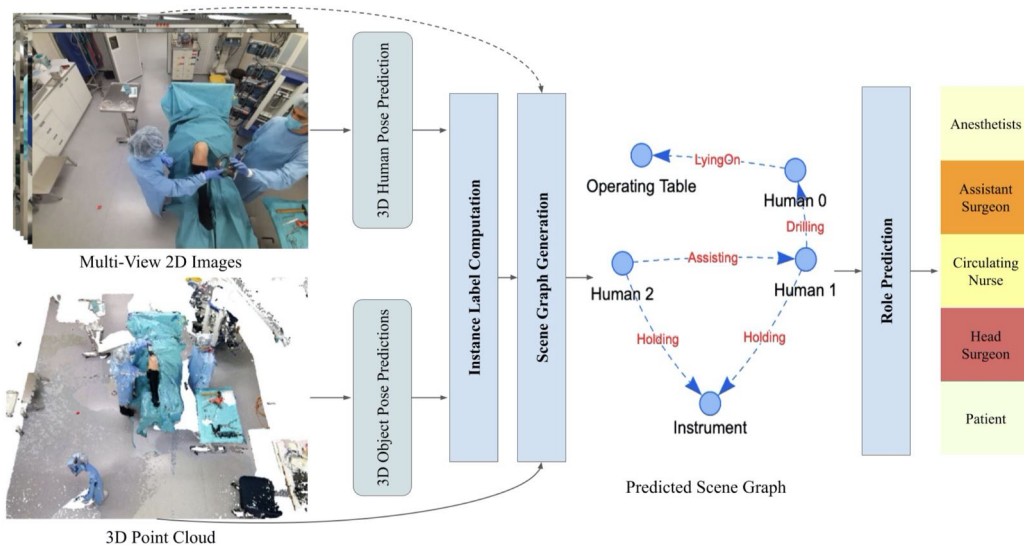 Multi-View 2D Images
3D Point Cloud
3D Human Pose Prediction
3D Object Pose Predictions
Instance Label Computation
Scene Graph Generation
LyingOn
Operating Table
Human 0
Drilling
Assisting
Human 2
Human 1
Holding
Holding
Instrument
Predicted Scene Graph
Role Prediction
Anesthetists
Assistant
Surgeon
Circulating
Nurse
Head
Surgeon
Patient